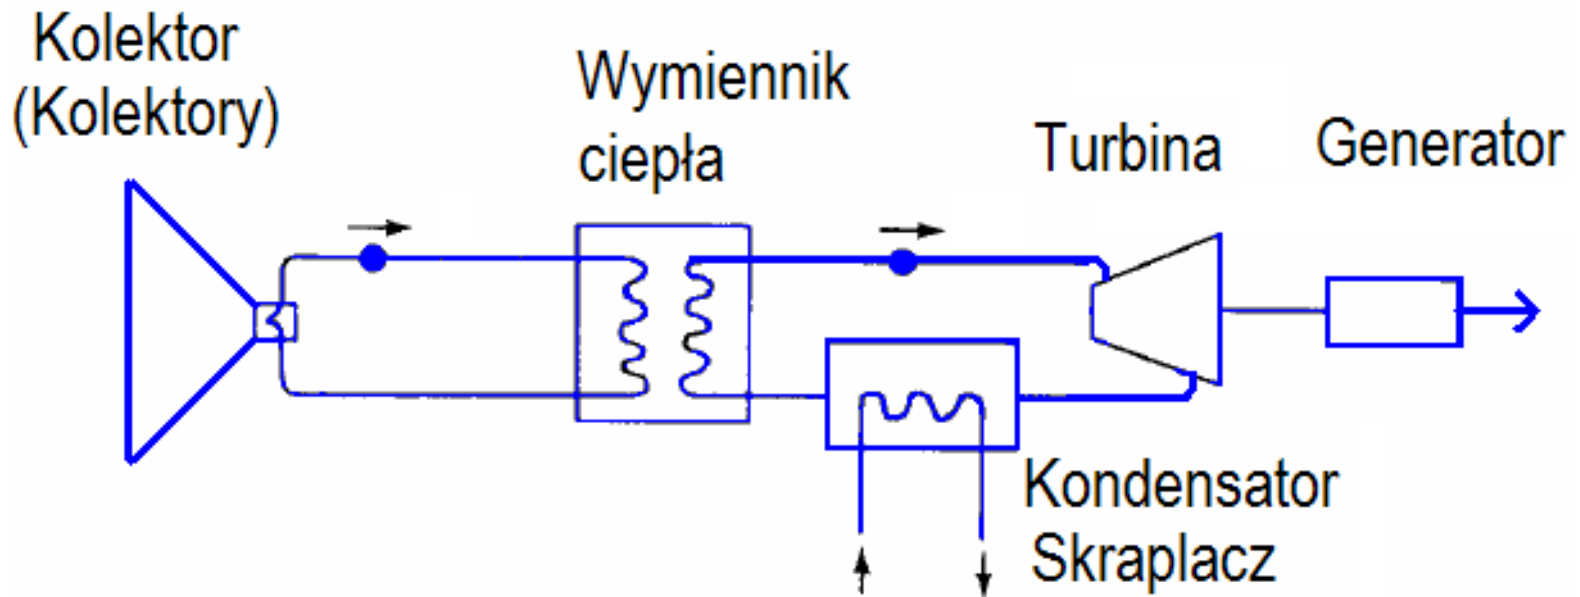 Kolektor
(Kolektory)
Wymiennik
ciepła
Turbina
Generator
Kondensator
Skraplacz